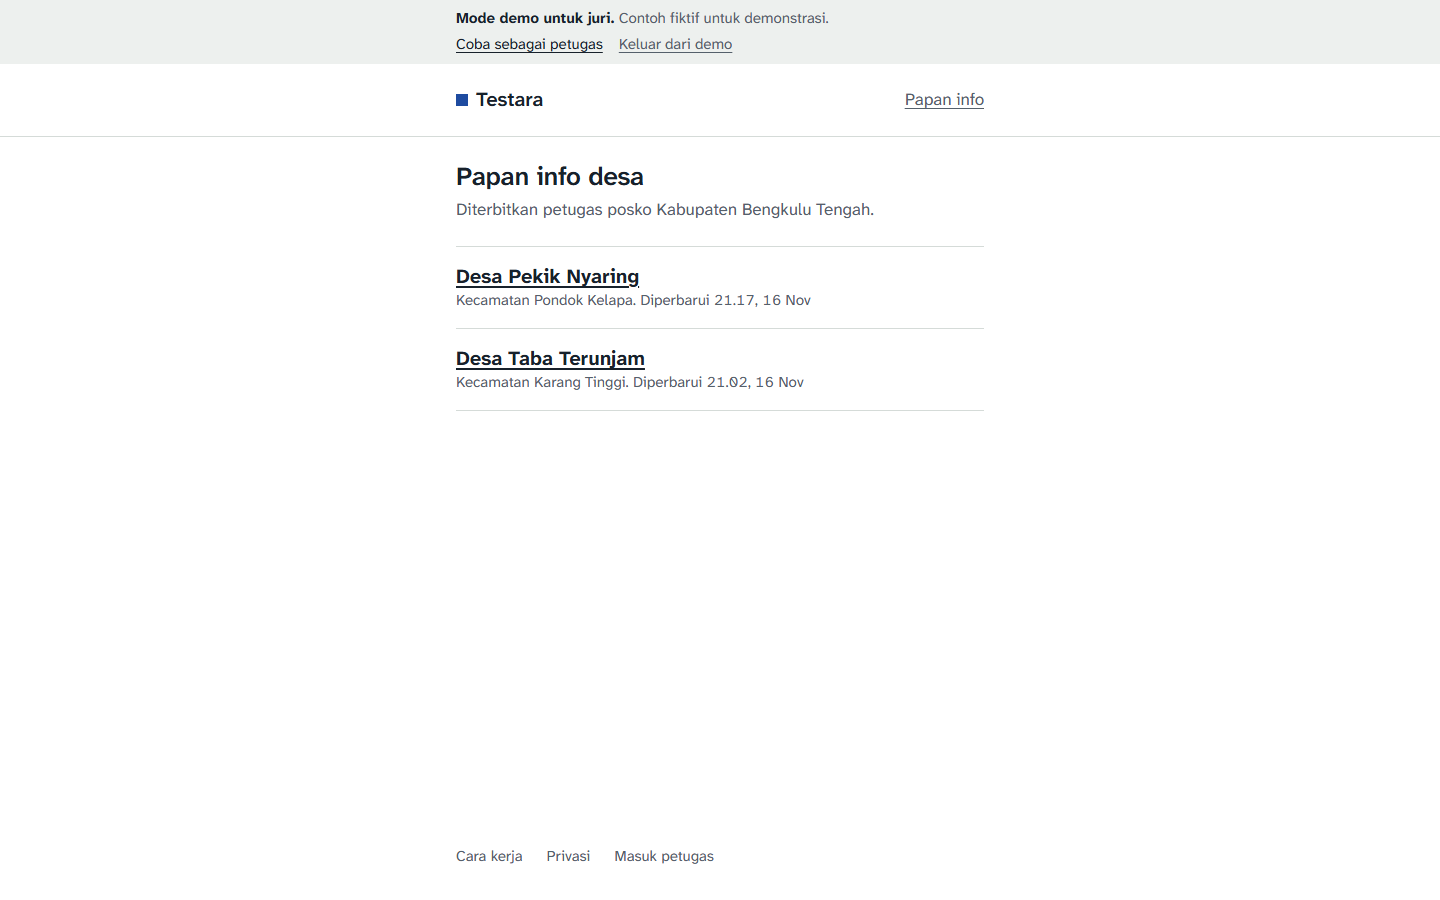 Mode demo untuk juri. Contoh fiktif untuk demonstrasi.
Coba sebagai petugas Keluar dari demo
Testara Papan info
Papan info desa
Diterbitkan petugas posko Kabupaten Bengkulu Tengah.
Desa Pekik Nyaring
Kecamatan Pondok Kelapa. Diperbarui 21.17, 16 Nov
Desa Taba Terunjam
Kecamatan Karang Tinggi. Diperbarui 21.02, 16 Nov
Cara kerja Privasi Masuk petugas